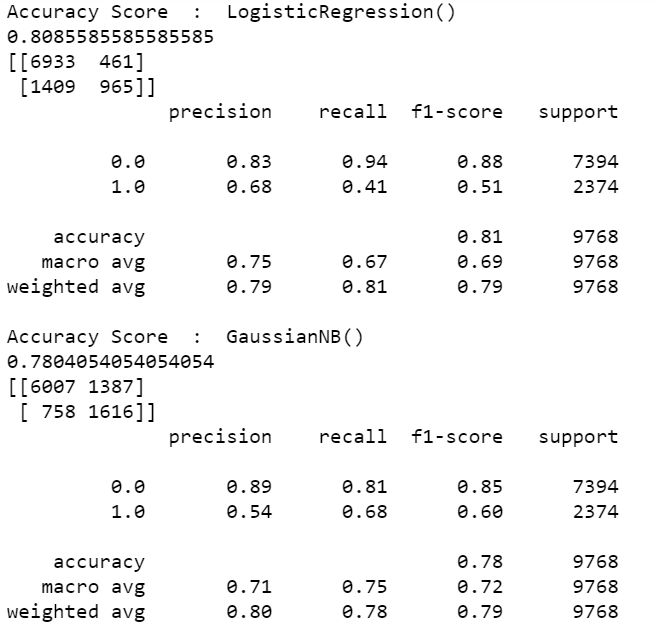 Accuracy Score  :  LogisticRegression()
0.8085585585585585
[[6933  461]
 [1409  965]]
              precision    recall  f1-score   support

         0.0       0.83      0.94      0.88      7394
         1.0       0.68      0.41      0.51      2374

    accuracy                           0.81      9768
   macro avg       0.75      0.67      0.69      9768
weighted avg       0.79      0.81      0.79      9768

Accuracy Score  :  GaussianNB()
0.7804054054054054
[[6007 1387]
 [ 758 1616]]
              precision    recall  f1-score   support

         0.0       0.89      0.81      0.85      7394
         1.0       0.54      0.68      0.60      2374

    accuracy                           0.78      9768
   macro avg       0.71      0.75      0.72      9768
weighted avg       0.80      0.78      0.79      9768